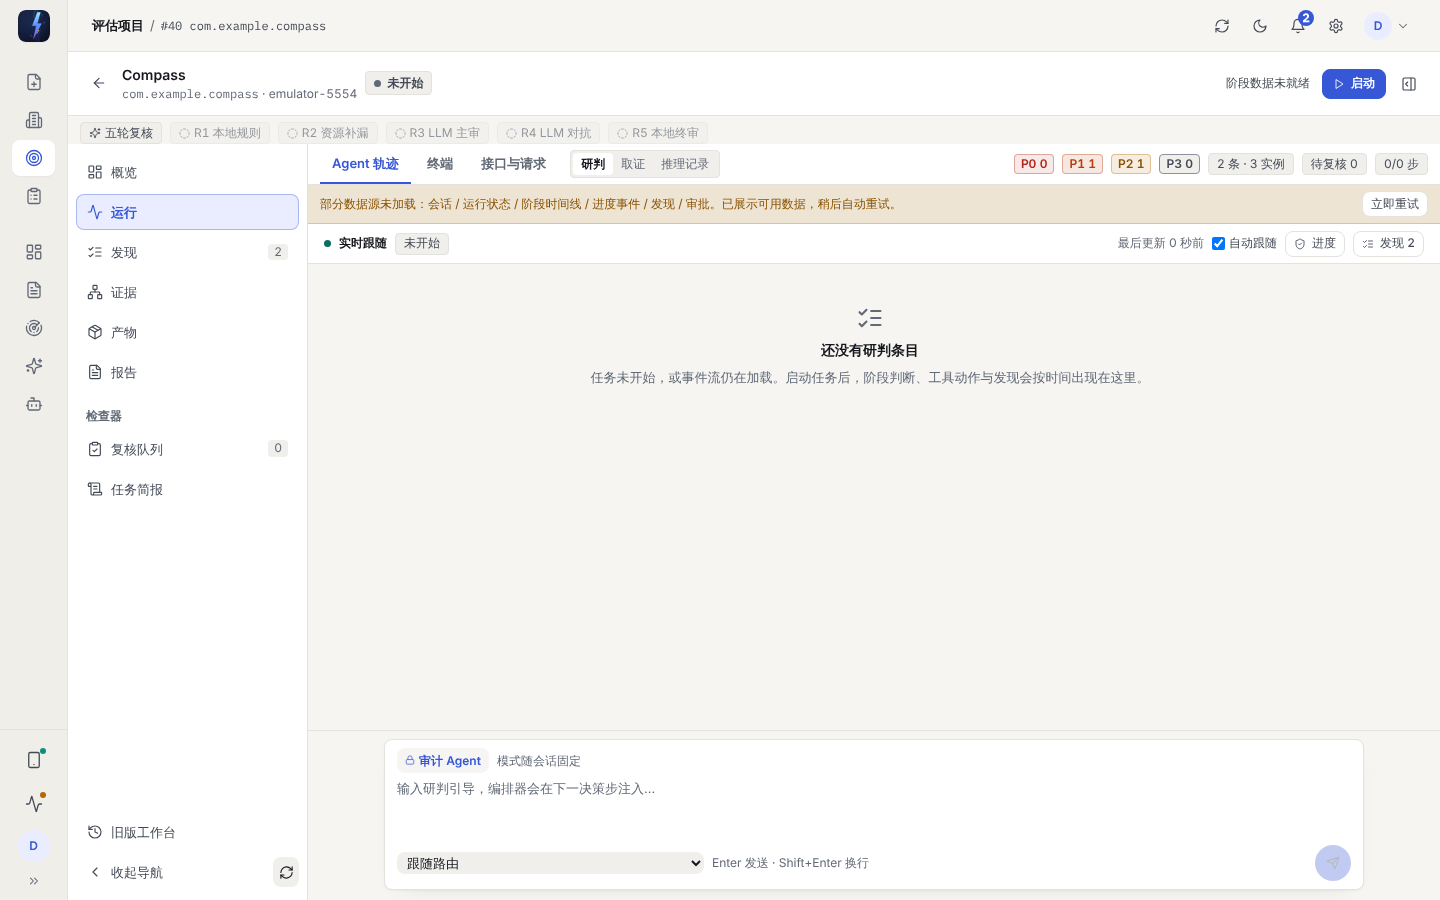 评估项目 / #40 com.example.compass
2
D
Compass
com.example.compass · emulator-5554
未开始
阶段数据未就绪
启动
五轮复核
R1 本地规则
R2 资源补漏
R3 LLM 主审
R4 LLM 对抗
R5 本地终审
概览
运行
发现 2
证据
产物
报告
检查器
复核队列 0
任务简报
旧版工作台
收起导航
D
Agent 轨迹
终端
接口与请求
研判
取证
推理记录
P0 0
P1 1
P2 1
P3 0
2 条 · 3 实例
待复核 0
0/0 步
部分数据源未加载：会话 / 运行状态 / 阶段时间线 / 进度事件 / 发现 / 审批。已展示可用数据，稍后自动重试。
立即重试
实时跟随
未开始
最后更新 0 秒前
自动跟随
进度
发现 2
还没有研判条目
任务未开始，或事件流仍在加载。启动任务后，阶段判断、工具动作与发现会按时间出现在这里。
审计 Agent
模式随会话固定
输入研判引导，编排器会在下一决策步注入...
跟随路由
Enter 发送 · Shift+Enter 换行